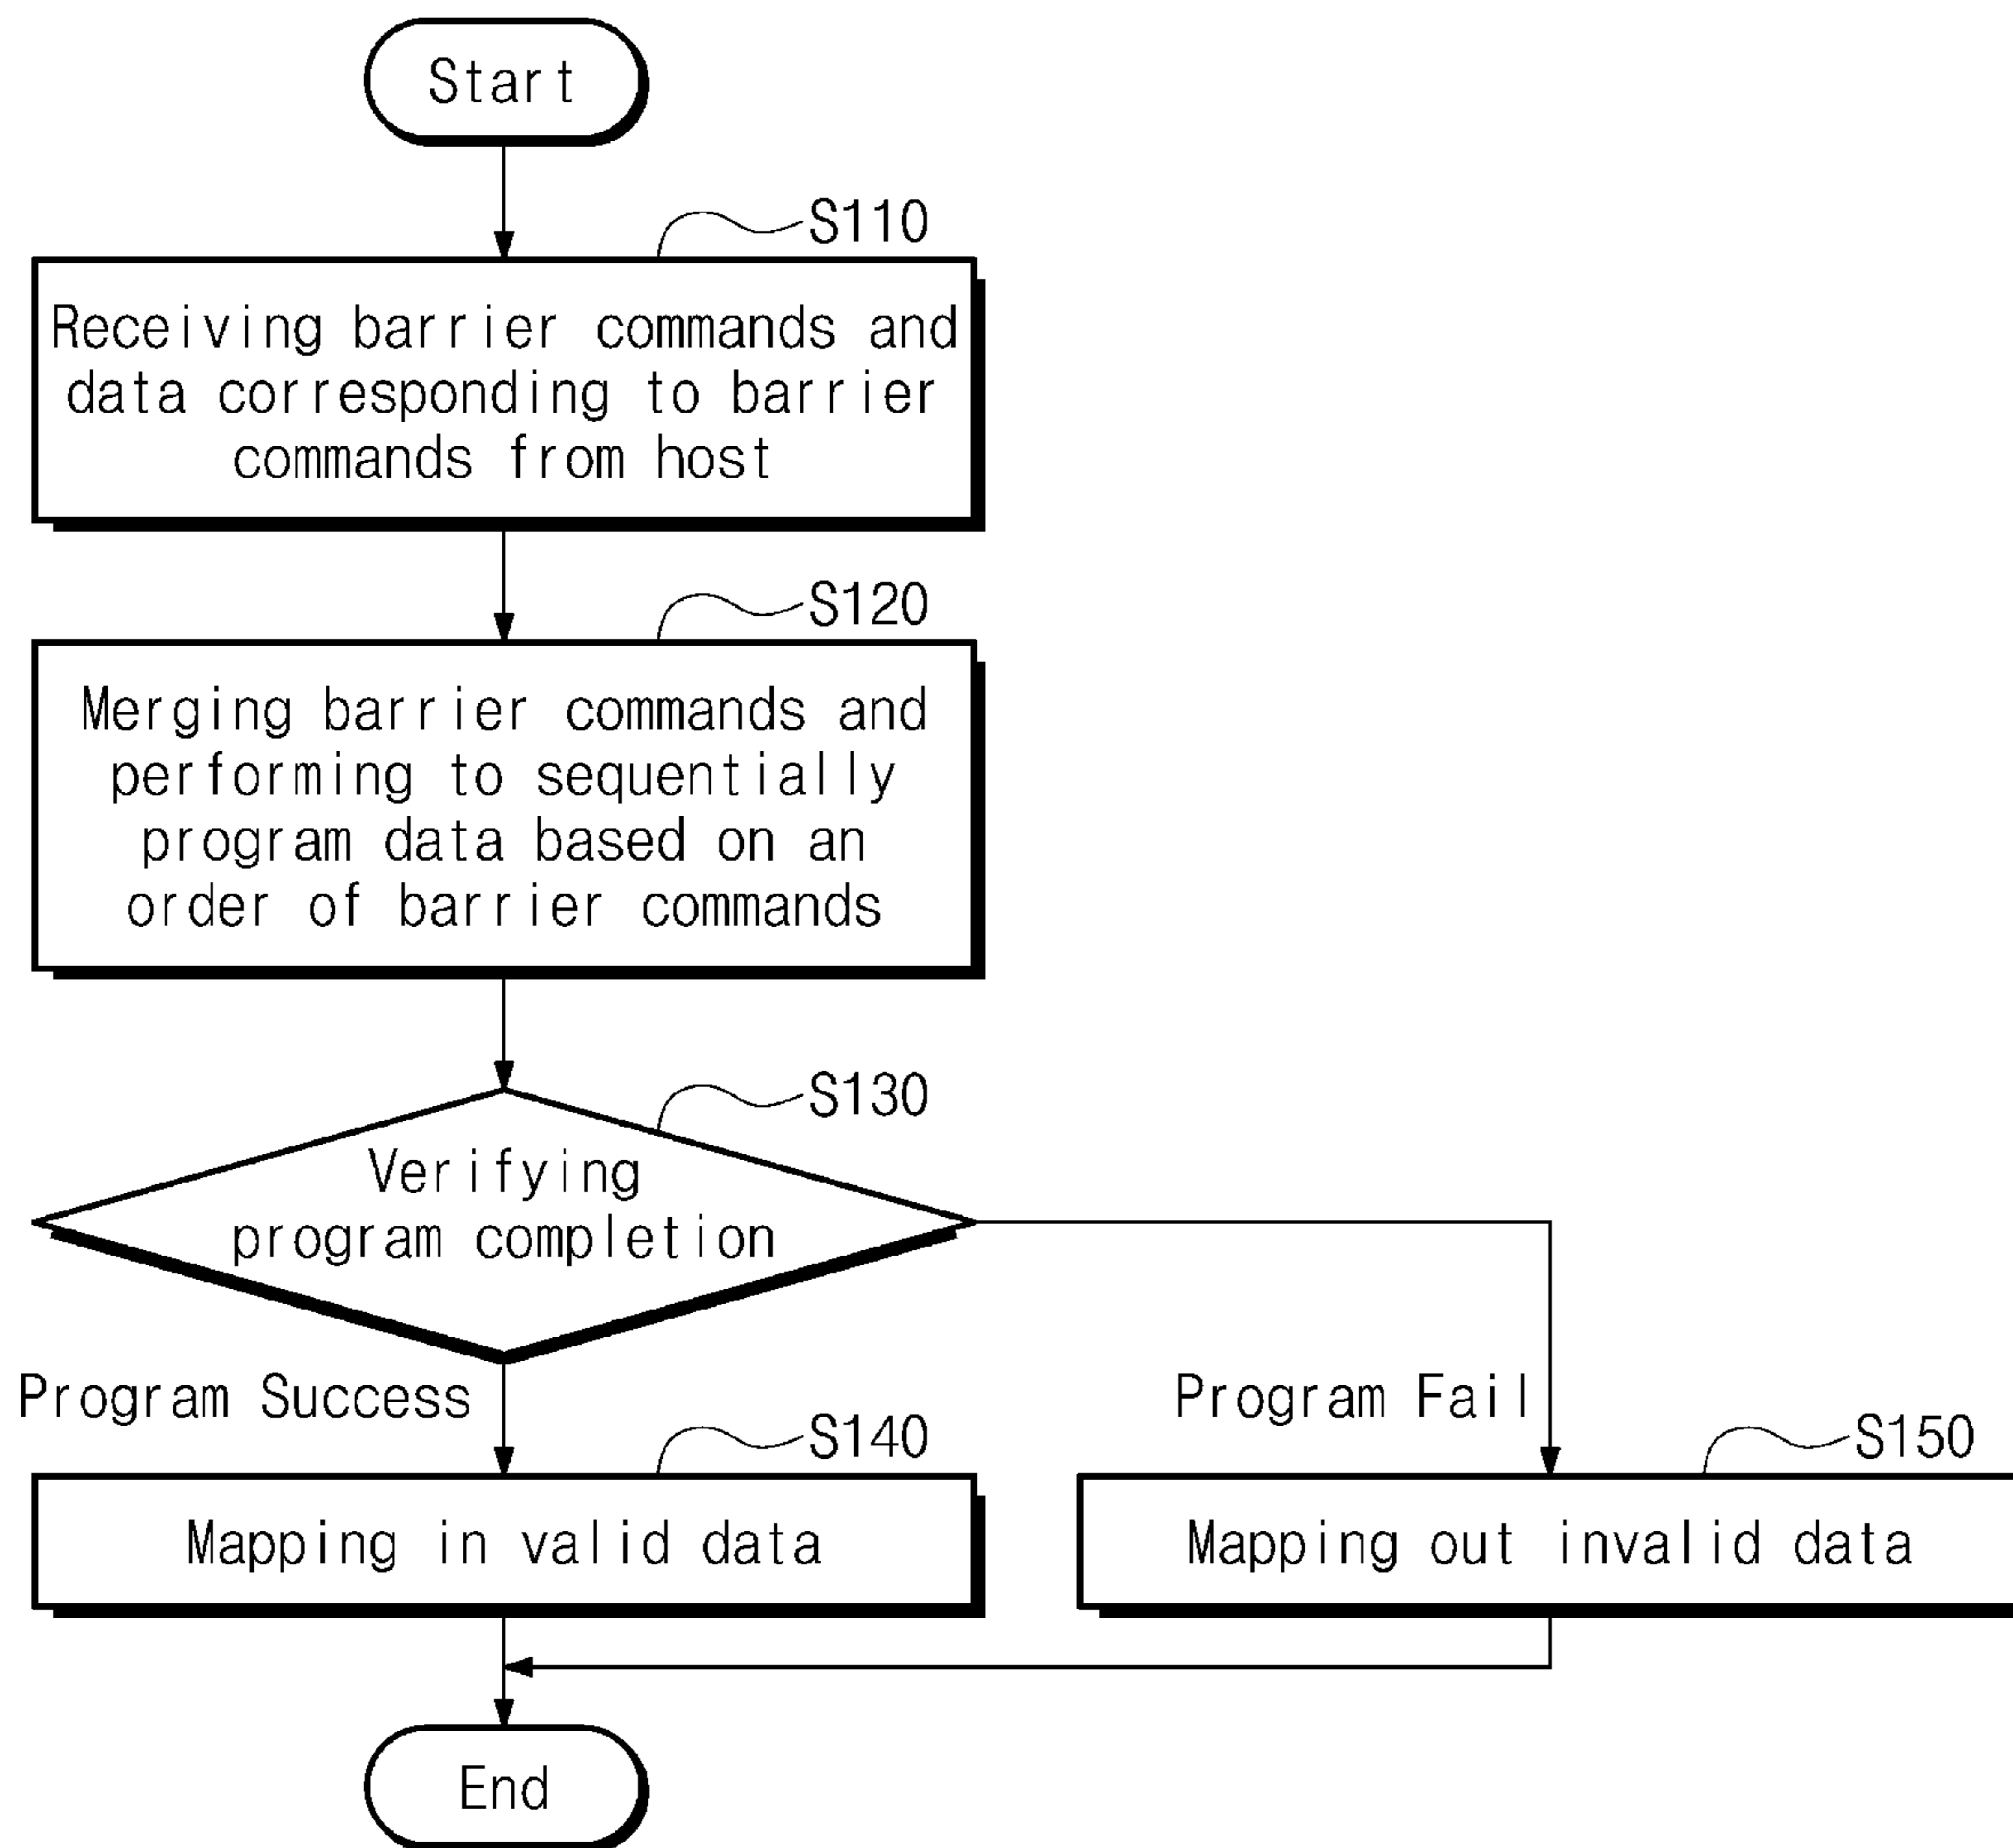 Start
S110
Receiving barrier commands and
data corresponding to barrier
commands from host
S120
Merging barrier commands and
performing to sequentially
program data based on an
order of barrier commands
S130
Verifying
program completion
Program Success
Program Fail
S140
S150
Mapping in valid data
Mapping out invalid data
End